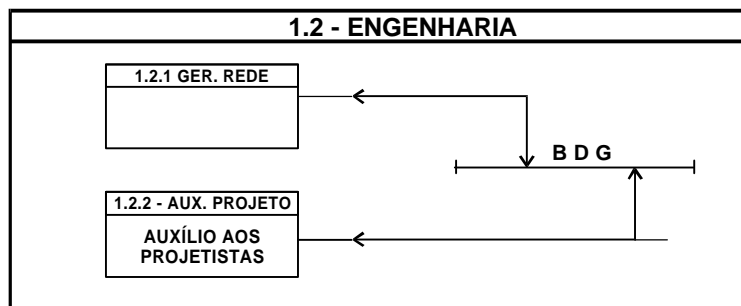 1.2 - ENGENHARIA
1.2.1 GER. REDE
B D G
1.2.2 - AUX. PROJETO
AUXÍLIO AOS
PROJETISTAS